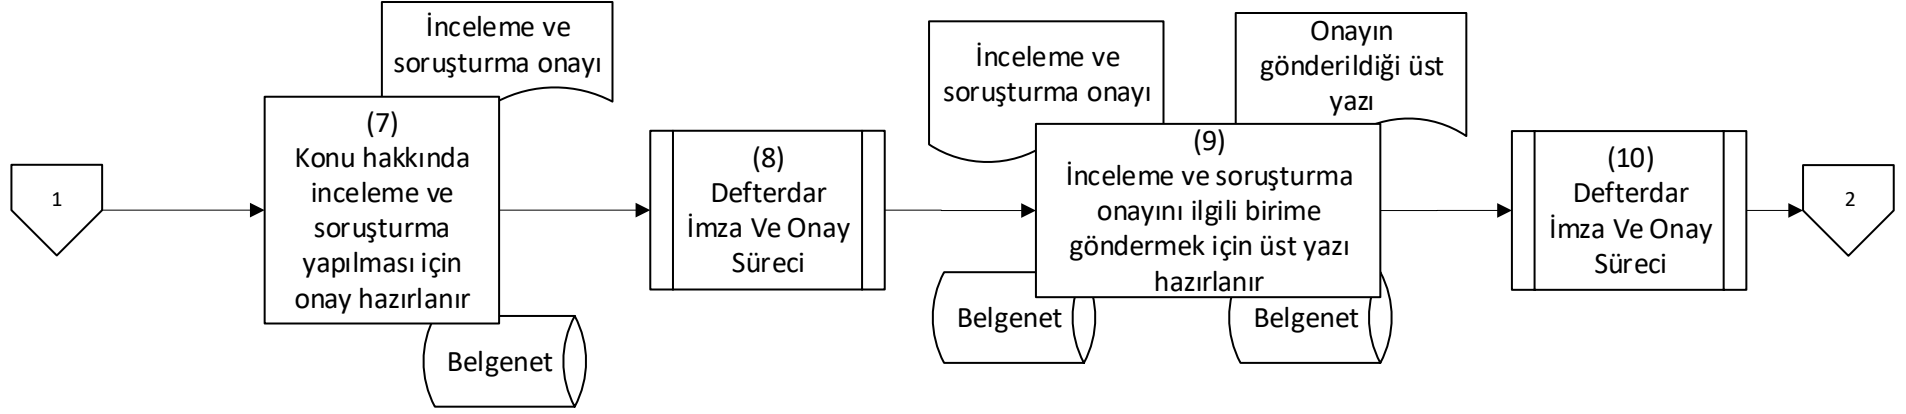 1
İnceleme ve
soruşturma onayı
(7)
Konu hakkında
inceleme ve
soruşturma
yapılması için
onay hazırlanır
Belgenet
(8)
Defterdar
İmza Ve Onay
Süreci
İnceleme ve
soruşturma onayı
Onayın
gönderildiği üst
yazı
(9)
İnceleme ve soruşturma
onayını ilgili birime
göndermek için üst yazı
hazırlanır
Belgenet
Belgenet
(10)
Defterdar
İmza Ve Onay
Süreci
2